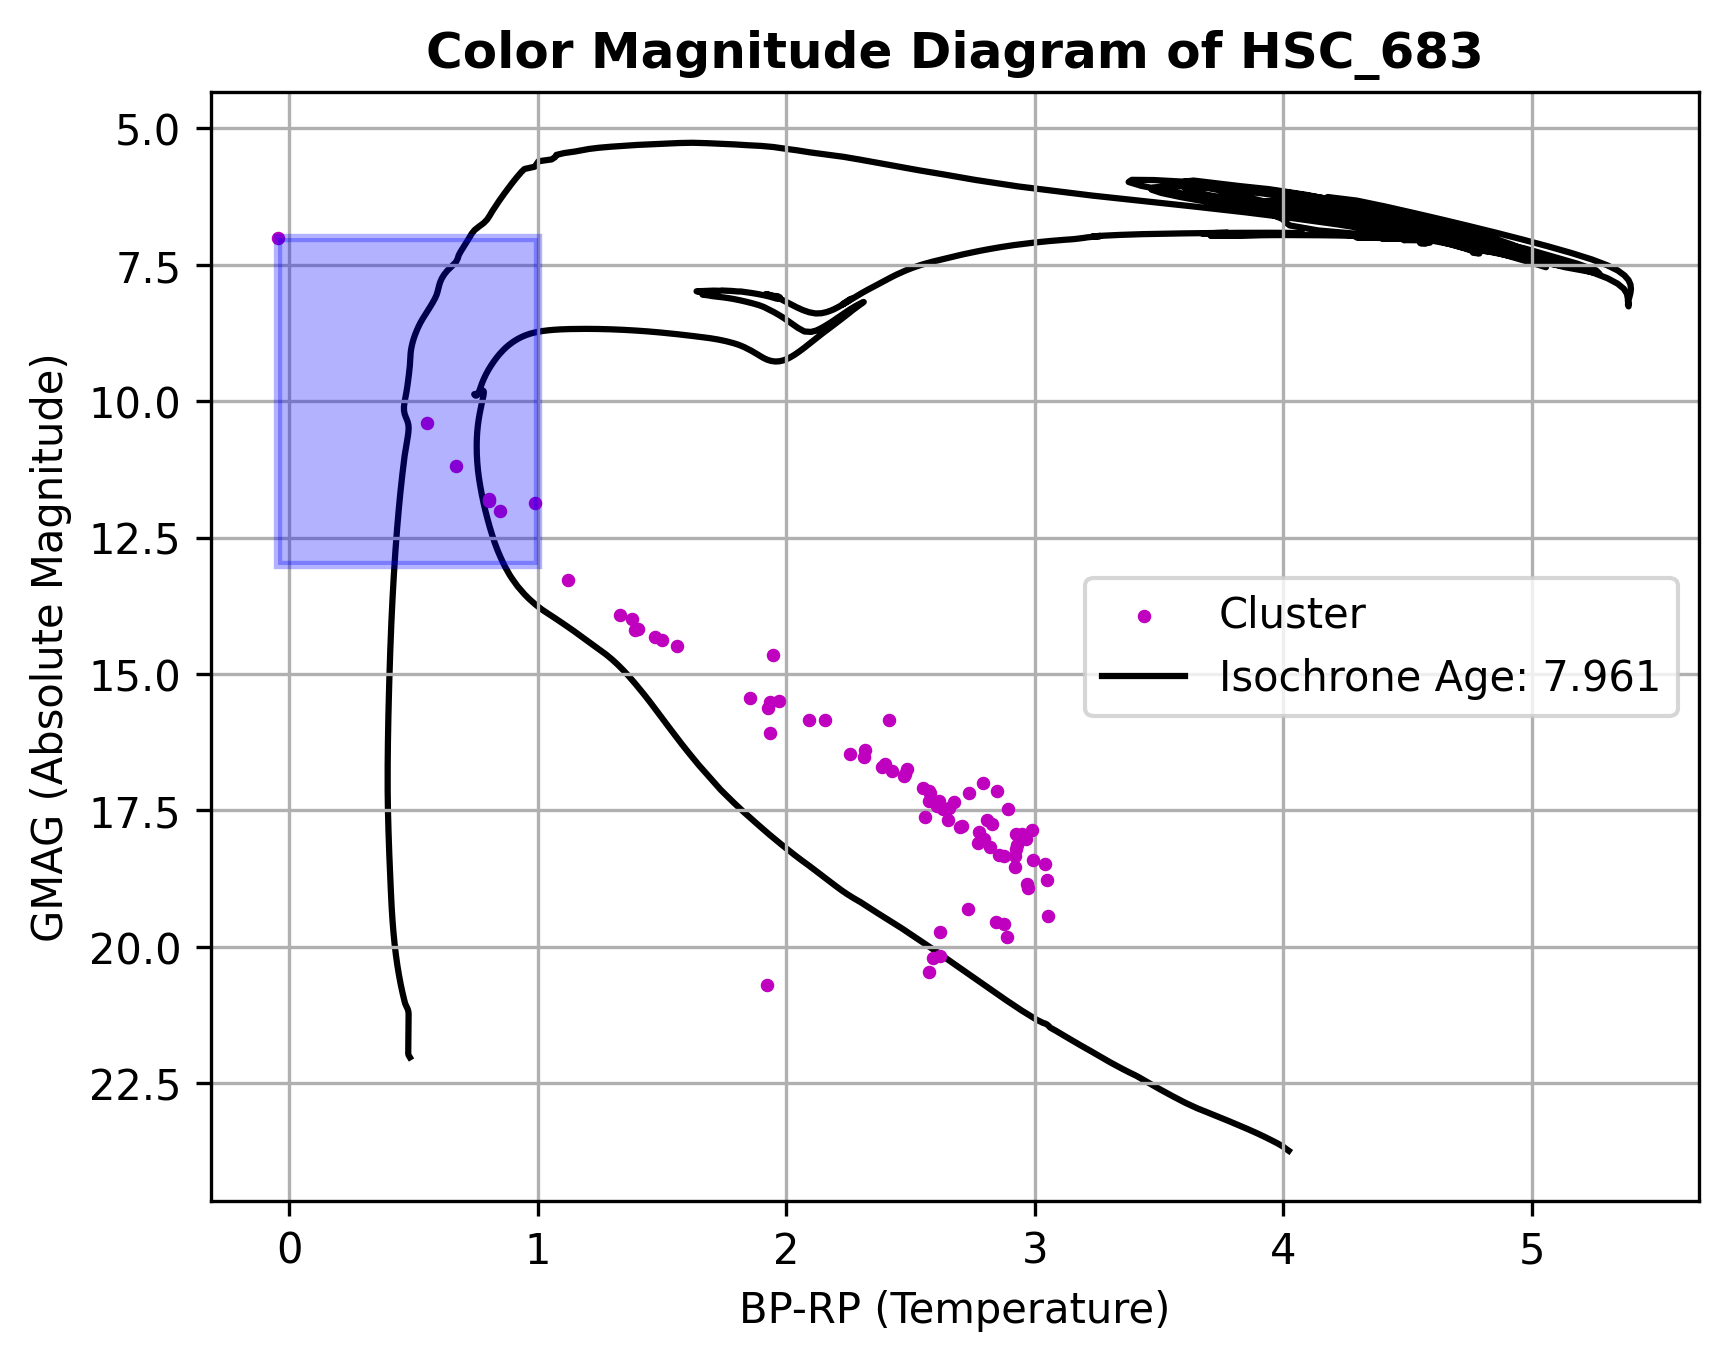 Color Magnitude Diagram of HSC_683
GMAG (Absolute Magnitude)
5.0
7.5
10.0
12.5
15.0
17.5
20.0
22.5
Cluster
Isochrone Age: 7.961
0 1 2 3 4 5
BP-RP (Temperature)